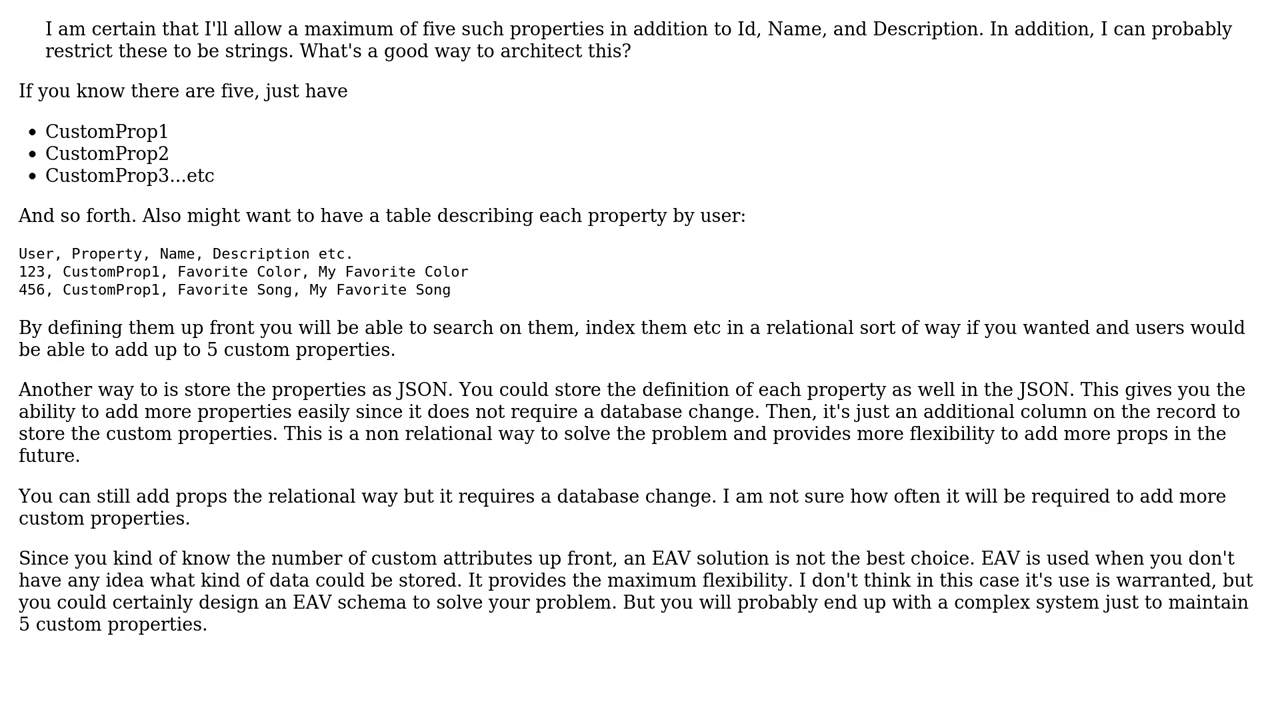 I am certain that I'll allow a maximum of five such properties in addition to Id, Name, and Description. In addition, I can probably
restrict these to be strings. What's a good way to architect this?
If you know there are five, just have
• CustomProp1
• CustomProp2
• CustomProp3...etc
And so forth. Also might want to have a table describing each property by user:
User, Property, Name, Description etc.
123, CustomProp1, Favorite Color, My Favorite Color
456, CustomProp1, Favorite Song, My Favorite Song
By defining them up front you will be able to search on them, index them etc in a relational sort of way if you wanted and users would
be able to add up to 5 custom properties.
Another way to is store the properties as JSON. You could store the definition of each property as well in the JSON. This gives you the
ability to add more properties easily since it does not require a database change. Then, it's just an additional column on the record to
store the custom properties. This is a non relational way to solve the problem and provides more flexibility to add more props in the
future.
You can still add props the relational way but it requires a database change. I am not sure how often it will be required to add more
custom properties.
Since you kind of know the number of custom attributes up front, an EAV solution is not the best choice. EAV is used when you don't
have any idea what kind of data could be stored. It provides the maximum flexibility. I don't think in this case it's use is warranted, but
you could certainly design an EAV schema to solve your problem. But you will probably end up with a complex system just to maintain
5 custom properties.